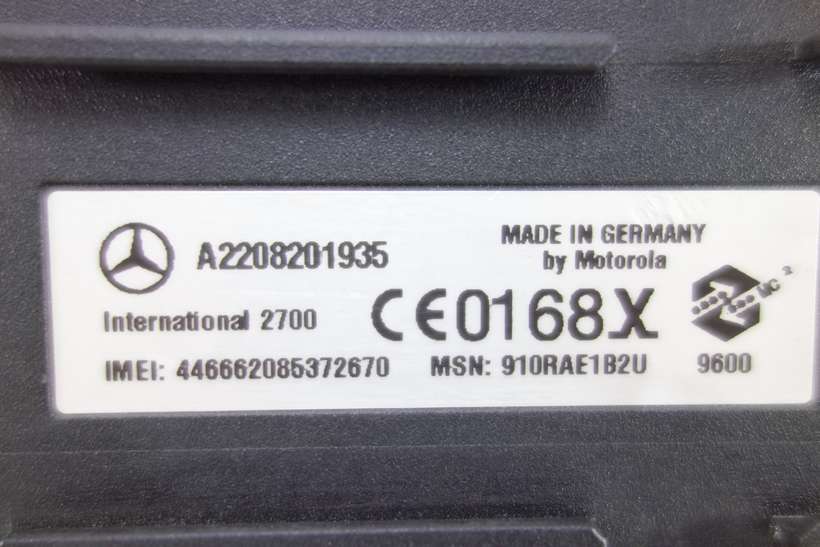 A2208201935
MADE IN GERMANY
by Motorola
International 2700
CE0168X
IMEI: 446662085372670
MSN: 910RAE1B2U
9600